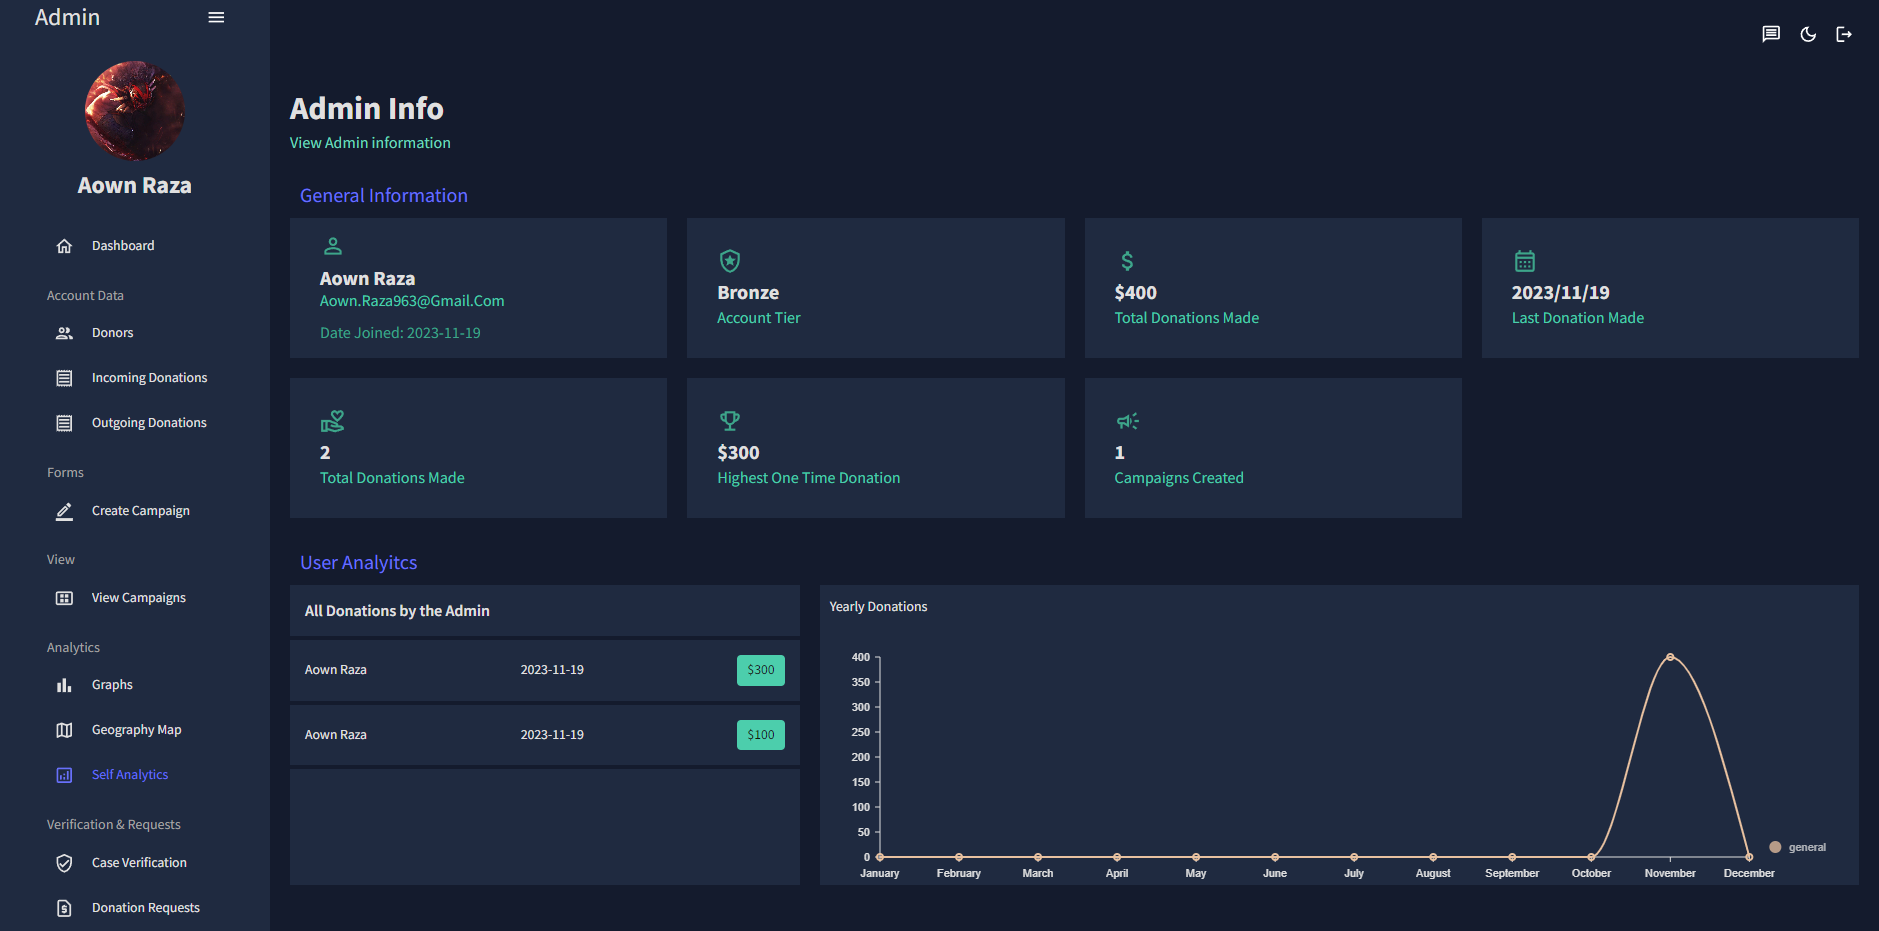 Admin
Aown Raza
Dashboard
Account Data
Donors
Incoming Donations
Outgoing Donations
Forms
Create Campaign
View
View Campaigns
Analytics
Graphs
Geography Map
Self Analytics
Verification & Requests
Case Verification
Donation Requests
Admin Info
View Admin information
General Information
Aown Raza
Aown.Raza963@Gmail.Com
Date Joined: 2023-11-19
Bronze
Account Tier
$400
Total Donations Made
2023/11/19
Last Donation Made
2
Total Donations Made
$300
Highest One Time Donation
1
Campaigns Created
User Analyitcs
All Donations by the Admin
Aown Raza 2023-11-19 $300
Aown Raza 2023-11-19 $100
Yearly Donations
400
350
300
250
200
150
100
50
0
January February March April May June July August September October November December
general